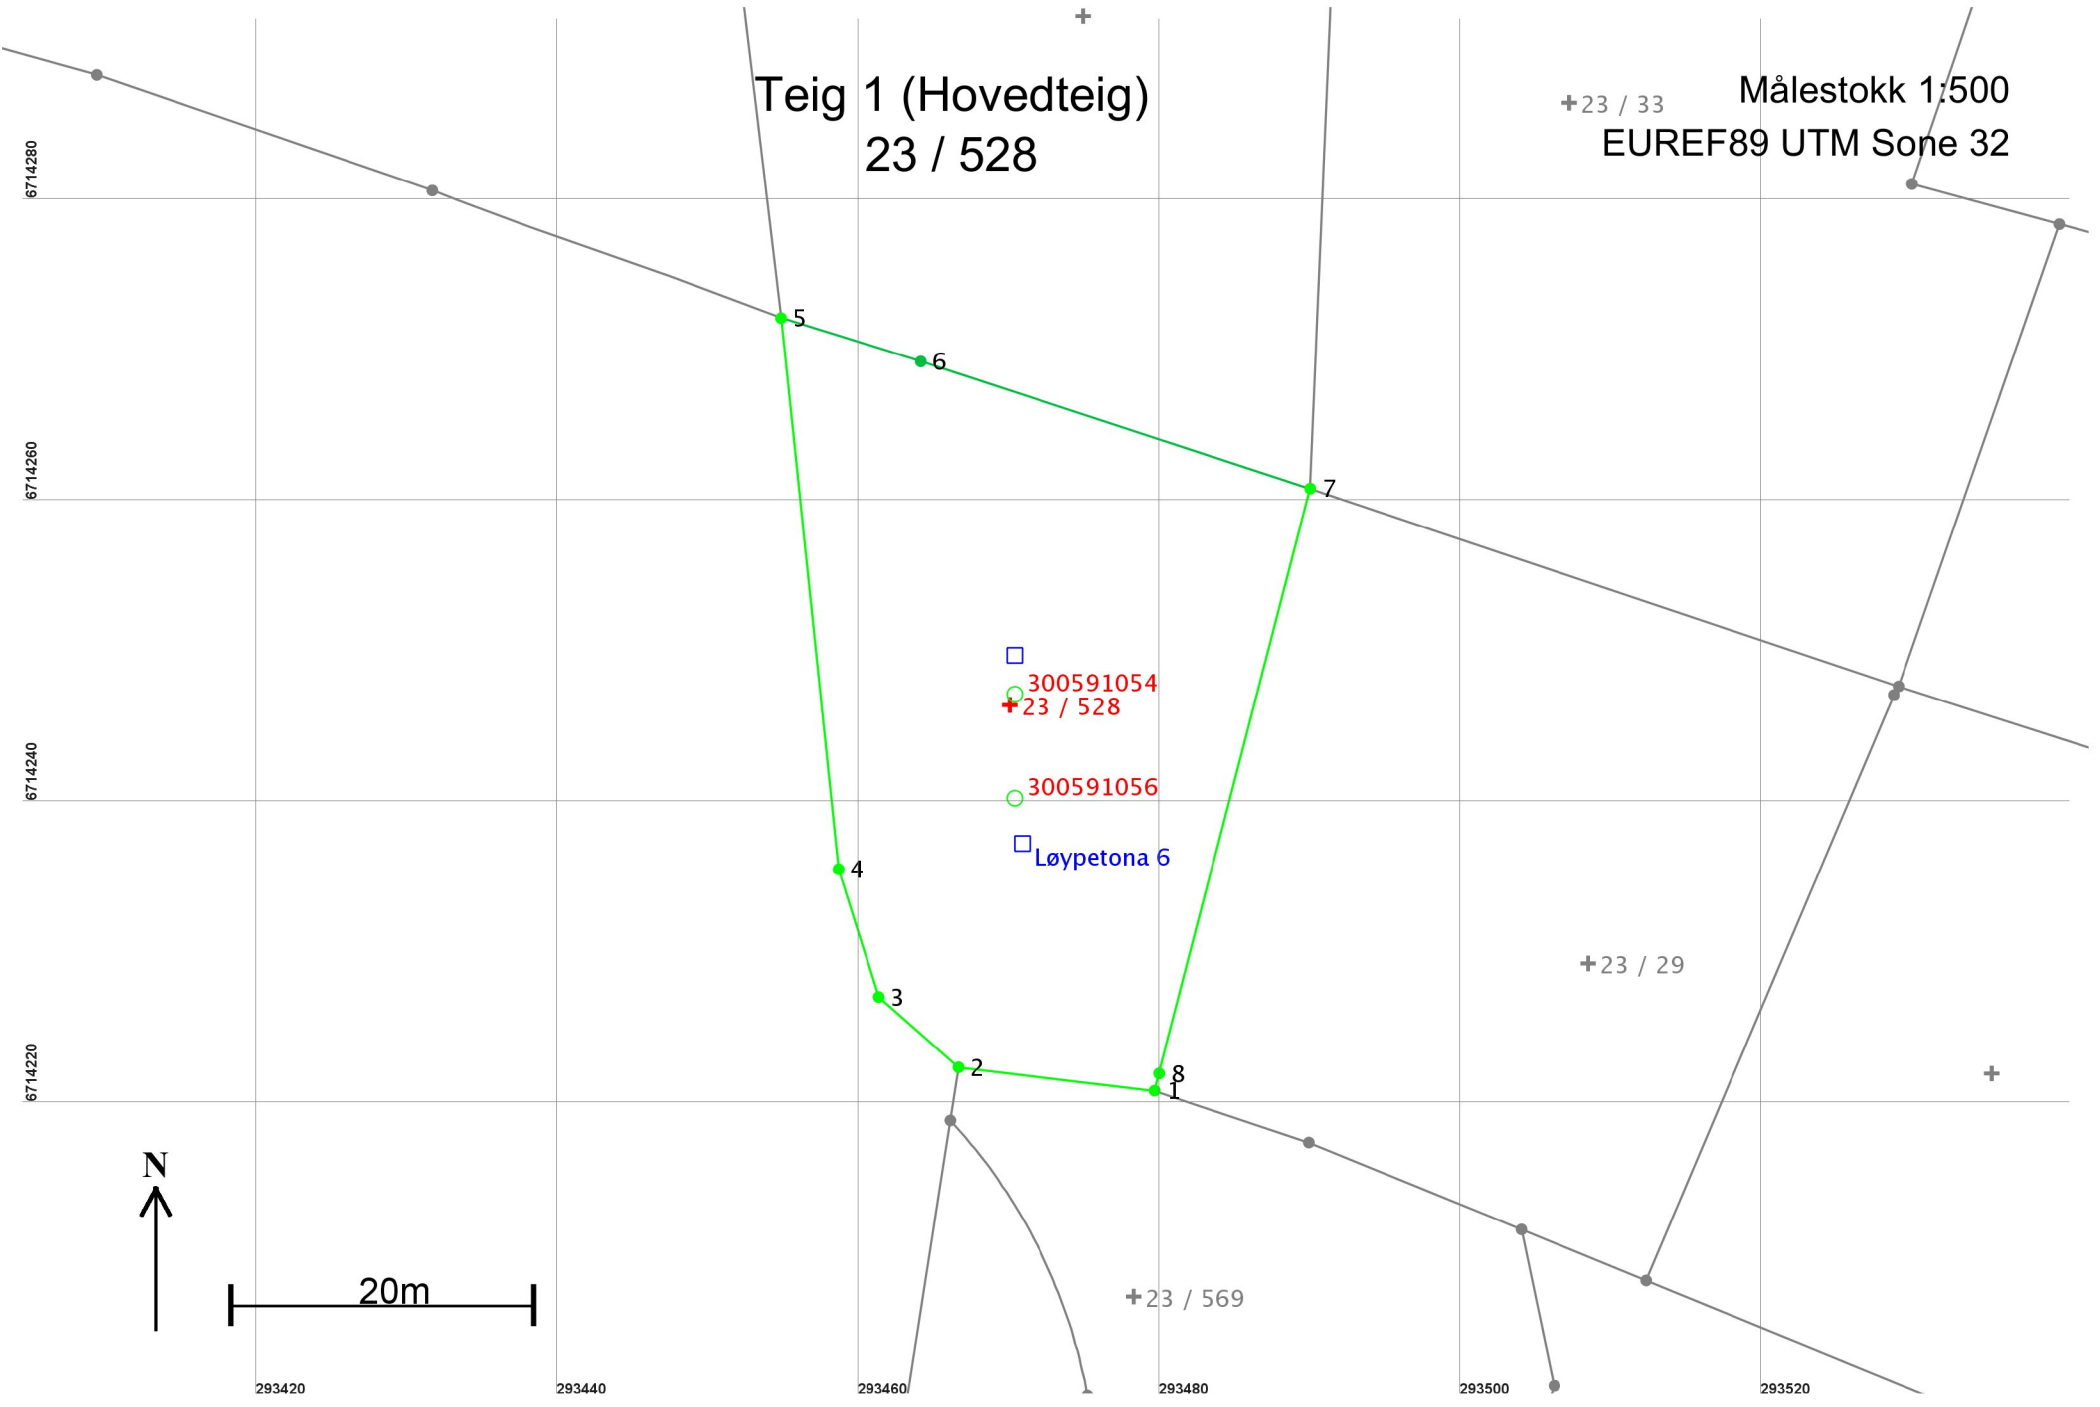 Teig 1 (Hovedteig)
23 / 528
Målestokk 1:500
EUREF89 UTM Sone 32
23 / 33
6714280
5
6
6714260
7
300591054
23 / 528
6714240
300591056
Løypetona 6
4
23 / 29
3
6714220
2
8
1
N
20m
23 / 569
293420
293440
293460
293480
293500
293520